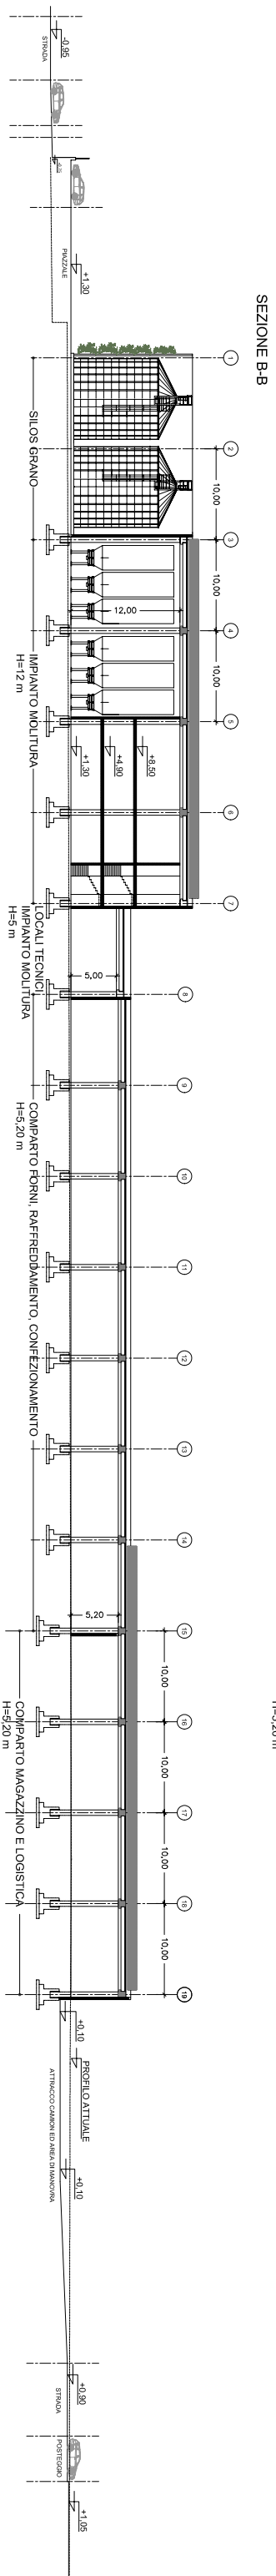 SEZIONE B-B
1
2
3
4
5
6
7
8
9
10
11
12
13
14
15
16
17
18
19
10,00
10,00
10,00
10,00
10,00
10,00
10,00
12,00
+8,50
+4,90
+1,30
5,00
5,20
-0,95
STRADA
+1,30
PIAZZALE
SILOS GRANO
IMPIANTO MOLITURA
H=12 m
LOCALI TECNICI
IMPIANTO MOLITURA
H=5 m
COMPARTO FORNI, RAFFREDDAMENTO, CONFEZIONAMENTO
H=5,20 m
COMPARTO MAGAZZINO E LOGISTICA
H=5,20 m
+0,10
PROFILO ATTUALE
ATTRACCO CAMION ED AREA DI MANOVRA
+0,10
+0,90
STRADA
POSTEGGIO
+1,05